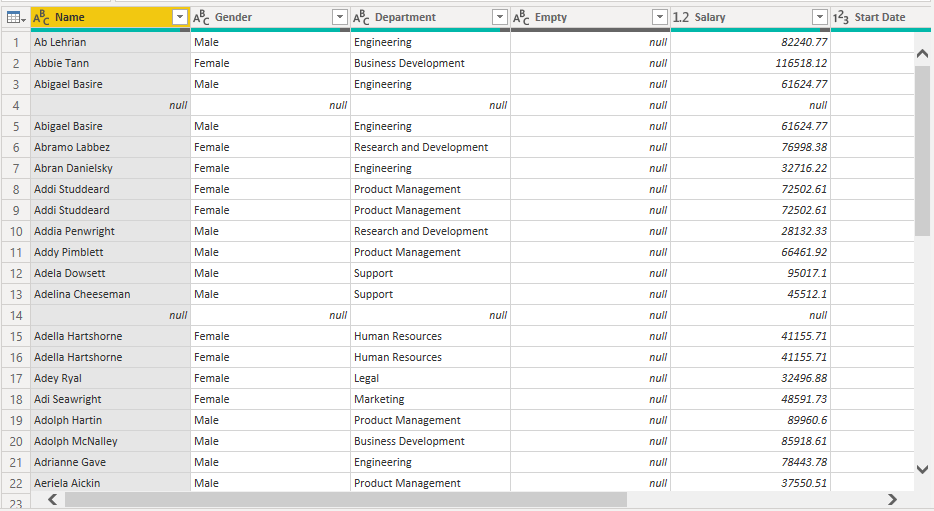 ABC Name ABC Gender ABC Department ABC Empty 1.2 Salary 123 Start Date
1 Ab Lehrian Male Engineering null 82240.77
2 Abbie Tann Female Business Development null 116518.12
3 Abigael Basire Male Engineering null 61624.77
4 null null null null null
5 Abigael Basire Male Engineering null 61624.77
6 Abramo Labbez Female Research and Development null 76998.38
7 Abran Danielsky Female Engineering null 32716.22
8 Addi Studdeard Female Product Management null 72502.61
9 Addi Studdeard Female Product Management null 72502.61
10 Addia Penwright Male Research and Development null 28132.33
11 Addy Pimblett Male Product Management null 66461.92
12 Adela Dowsett Male Support null 95017.1
13 Adelina Cheeseman Male Support null 45512.1
14 null null null null null
15 Adella Hartshorne Female Human Resources null 41155.71
16 Adella Hartshorne Female Human Resources null 41155.71
17 Adey Ryal Female Legal null 32496.88
18 Adi Seawright Female Marketing null 48591.73
19 Adolph Hartin Male Product Management null 89960.6
20 Adolph McNalley Male Business Development null 85918.61
21 Adrianne Gave Male Engineering null 78443.78
22 Aeriela Aickin Male Product Management null 37550.51
23